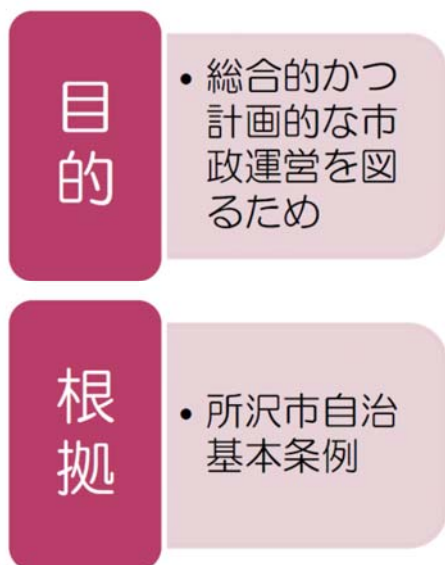 目的
• 総合的かつ
計画的な市
政運営を図
るため
根拠
• 所沢市自治
基本条例